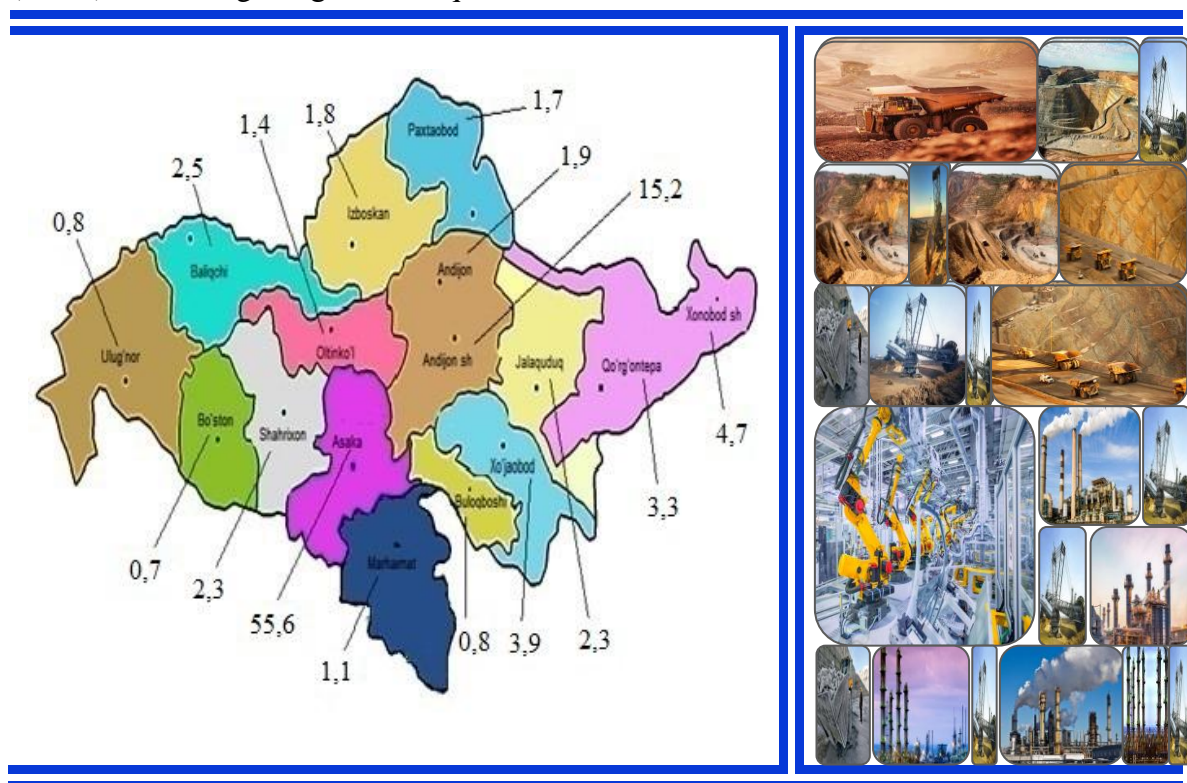 1,7
1,8
1,4
Paxtaobod
1,9
2,5
15,2
Izboskan
0,8
Baliqchi
Andijon
Xonobod sh
Ulug'nor
Oltinko'l
Andijon sh
Jalaquduq
Qo'rg'ontepa
Bo'ston
Shahrixon
Asaka
4,7
Xo'jaobod
Buloqboshi
3,3
0,7
Marhamat
2,3
55,6
0,8
3,9
2,3
1,1